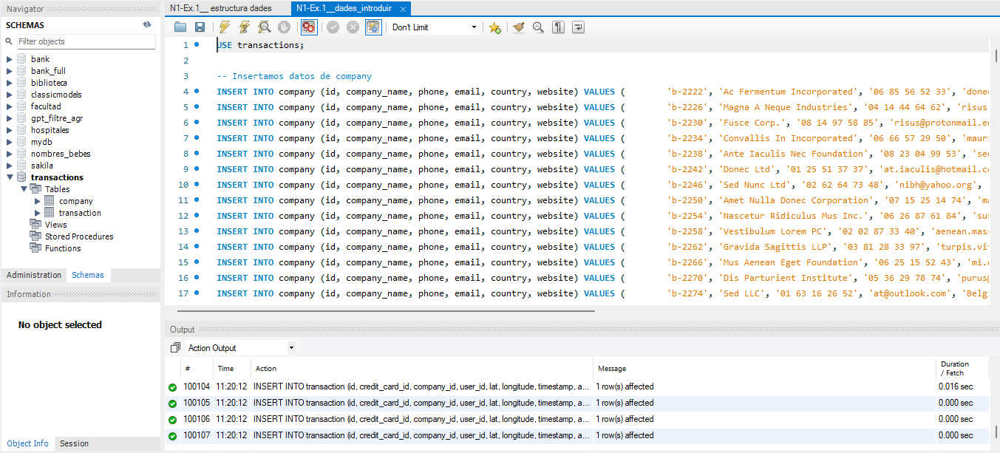 Navigator
SCHEMAS
Filter objects
bank
bank_full
biblioteca
classicmodels
facultad
gpt_filtre_agr
hospitales
mydb
nombres_bebes
sakila
transactions
Tables
company
transaction
Views
Stored Procedures
Functions
Administration Schemas
Information
No object selected
Object Info Session
N1-Ex.1__ estructura dades N1-Ex.1__dades_introduir
Don't Limit
1 USE transactions;
2
3 -- Insertamos datos de company
4 INSERT INTO company (id, company_name, phone, email, country, website) VALUES ( 'b-2222', 'Ac Fermentum Incorporated', '06 85 56 52 33', 'done
5 INSERT INTO company (id, company_name, phone, email, country, website) VALUES ( 'b-2226', 'Magna A Neque Industries', '04 14 44 64 62', 'risus
6 INSERT INTO company (id, company_name, phone, email, country, website) VALUES ( 'b-2230', 'Fusce Corp.', '08 14 97 58 85', 'risus@protonmail.e
7 INSERT INTO company (id, company_name, phone, email, country, website) VALUES ( 'b-2234', 'Convallis In Incorporated', '06 66 57 29 50', 'maur
8 INSERT INTO company (id, company_name, phone, email, country, website) VALUES ( 'b-2238', 'Ante Iaculis Nec Foundation', '08 23 04 99 53', 'se
9 INSERT INTO company (id, company_name, phone, email, country, website) VALUES ( 'b-2242', 'Donec Ltd', '01 25 51 37 37', 'at.iaculis@hotmail.c
10 INSERT INTO company (id, company_name, phone, email, country, website) VALUES ( 'b-2246', 'Sed Nunc Ltd', '02 62 64 73 48', 'nibh@yahoo.org',
11 INSERT INTO company (id, company_name, phone, email, country, website) VALUES ( 'b-2250', 'Amet Nulla Donec Corporation', '07 15 25 14 74', 'm
12 INSERT INTO company (id, company_name, phone, email, country, website) VALUES ( 'b-2254', 'Nascetur Ridiculus Mus Inc.', '06 26 87 61 84', 'su
13 INSERT INTO company (id, company_name, phone, email, country, website) VALUES ( 'b-2258', 'Vestibulum Lorem PC', '02 02 87 33 40', 'aenean.mas
14 INSERT INTO company (id, company_name, phone, email, country, website) VALUES ( 'b-2262', 'Gravida Sagittis LLP', '03 81 28 33 97', 'turpis.vi
15 INSERT INTO company (id, company_name, phone, email, country, website) VALUES ( 'b-2266', 'Mus Aenean Eget Foundation', '06 25 15 52 43', 'mi.
16 INSERT INTO company (id, company_name, phone, email, country, website) VALUES ( 'b-2270', 'Dis Parturient Institute', '05 36 29 78 74', 'purus
17 INSERT INTO company (id, company_name, phone, email, country, website) VALUES ( 'b-2274', 'Sed LLC', '01 63 16 26 52', 'at@outlook.com', 'Belg
Output
Action Output
# Time Action Message Duration / Fetch
100104 11:20:12 INSERT INTO transaction (id, credit_card_id, company_id, user_id, lat, longitude, timestamp, a... 1 row(s) affected 0.016 sec
100105 11:20:12 INSERT INTO transaction (id, credit_card_id, company_id, user_id, lat, longitude, timestamp, a... 1 row(s) affected 0.000 sec
100106 11:20:12 INSERT INTO transaction (id, credit_card_id, company_id, user_id, lat, longitude, timestamp, a... 1 row(s) affected 0.000 sec
100107 11:20:12 INSERT INTO transaction (id, credit_card_id, company_id, user_id, lat, longitude, timestamp, a... 1 row(s) affected 0.000 sec